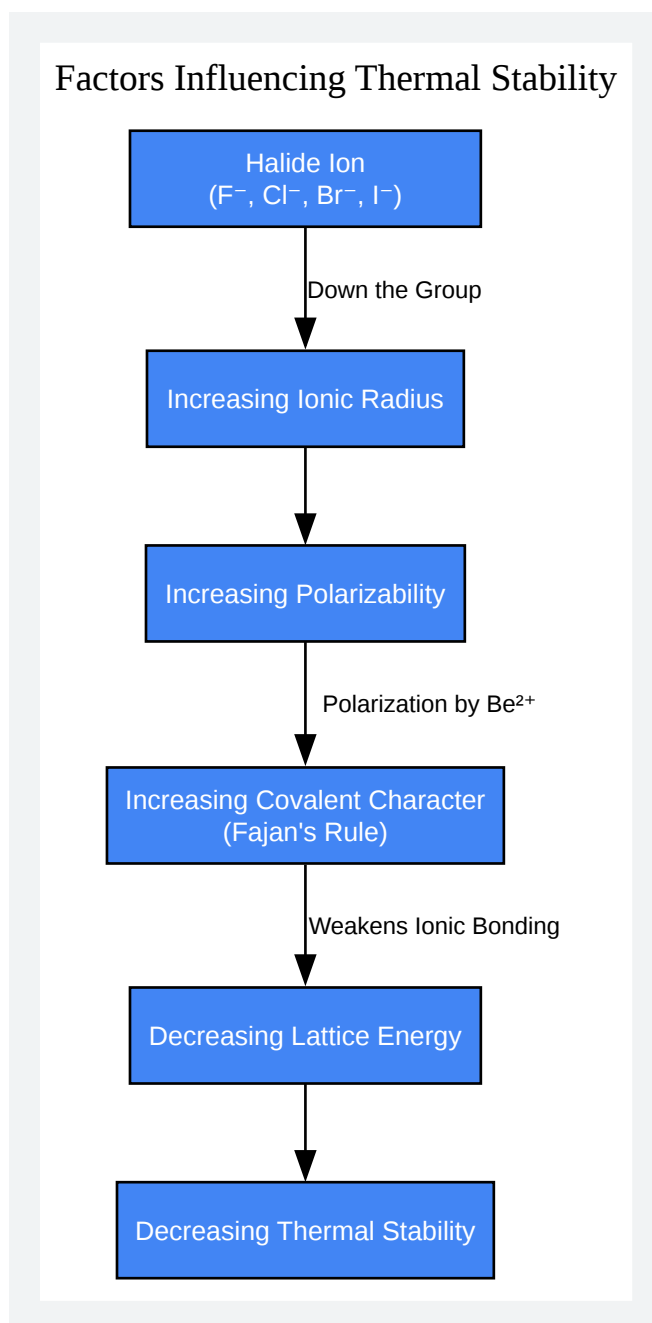 Factors Influencing Thermal Stability
Halide Ion
(F⁻, Cl⁻, Br⁻, I⁻)
Down the Group
Increasing Ionic Radius
Increasing Polarizability
Polarization by Be²⁺
Increasing Covalent Character
(Fajan's Rule)
Weakens Ionic Bonding
Decreasing Lattice Energy
Decreasing Thermal Stability